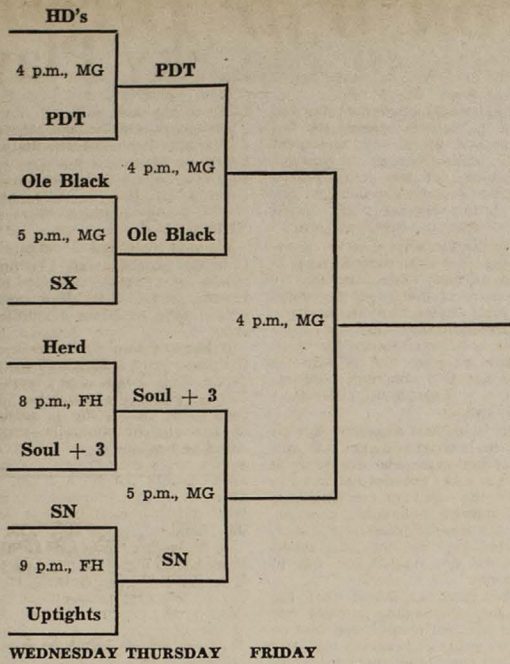 HD's
4 p.m., MG
PDT
PDT
4 p.m., MG
Ole Black
5 p.m., MG
Ole Black
SX
4 p.m., MG
Herd
8 p.m., FH
Soul + 3
Soul + 3
5 p.m., MG
SN
SN
9 p.m., FH
Uptights
WEDNESDAY THURSDAY FRIDAY